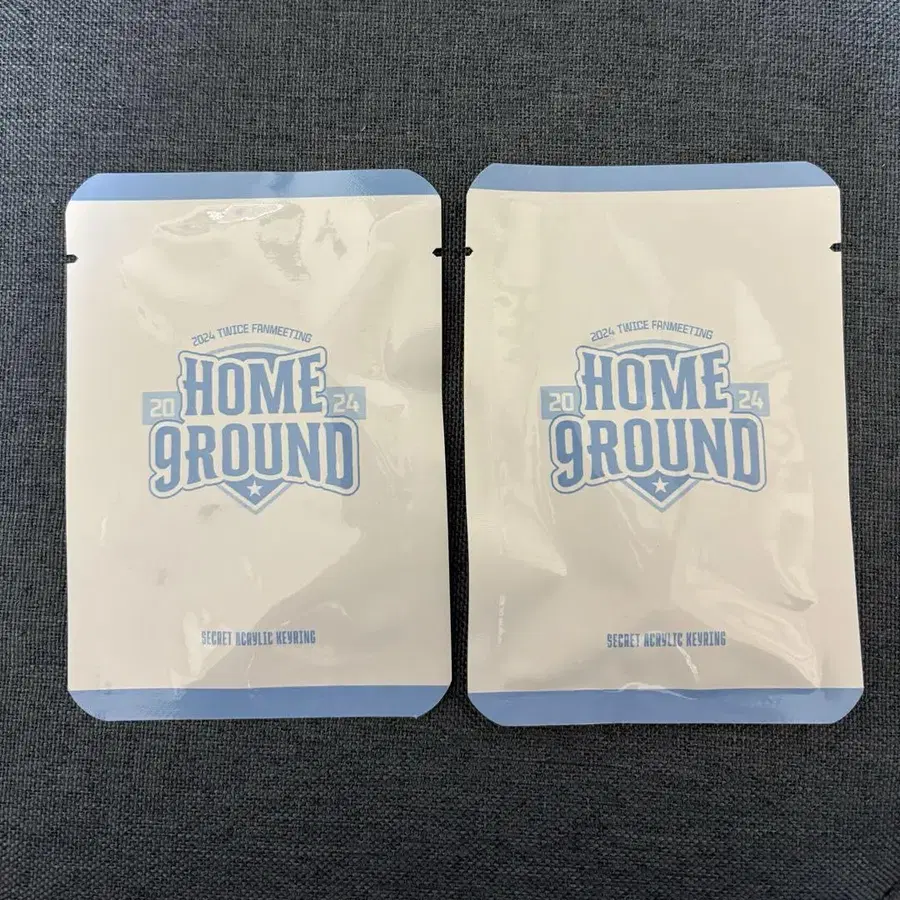 2024 TWICE FANMEETING
HOME
20 24
9ROUND
SECRET ACRYLIC KEYRING
2024 TWICE FANMEETING
HOME
20 24
9ROUND
SECRET ACRYLIC KEYRING